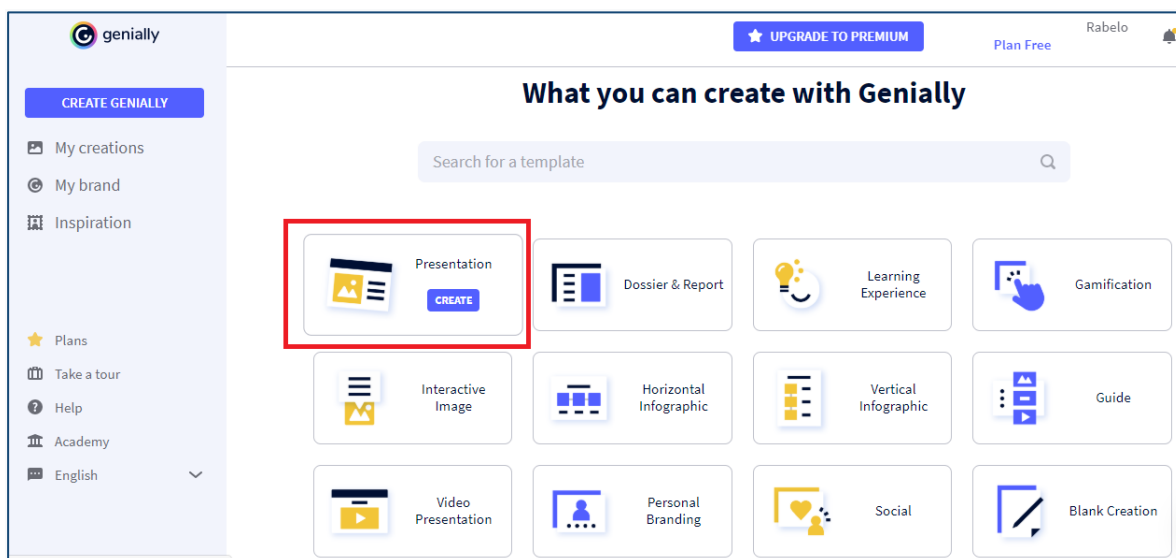 genially
UPGRADE TO PREMIUM
Plan Free
Rabelo
CREATE GENIALLY
My creations
My brand
Inspiration
Plans
Take a tour
Help
Academy
English
What you can create with Genially
Search for a template
Presentation
CREATE
Dossier & Report
Learning
Experience
Gamification
Interactive
Image
Horizontal
Infographic
Vertical
Infographic
Guide
Video
Presentation
Personal
Branding
Social
Blank Creation